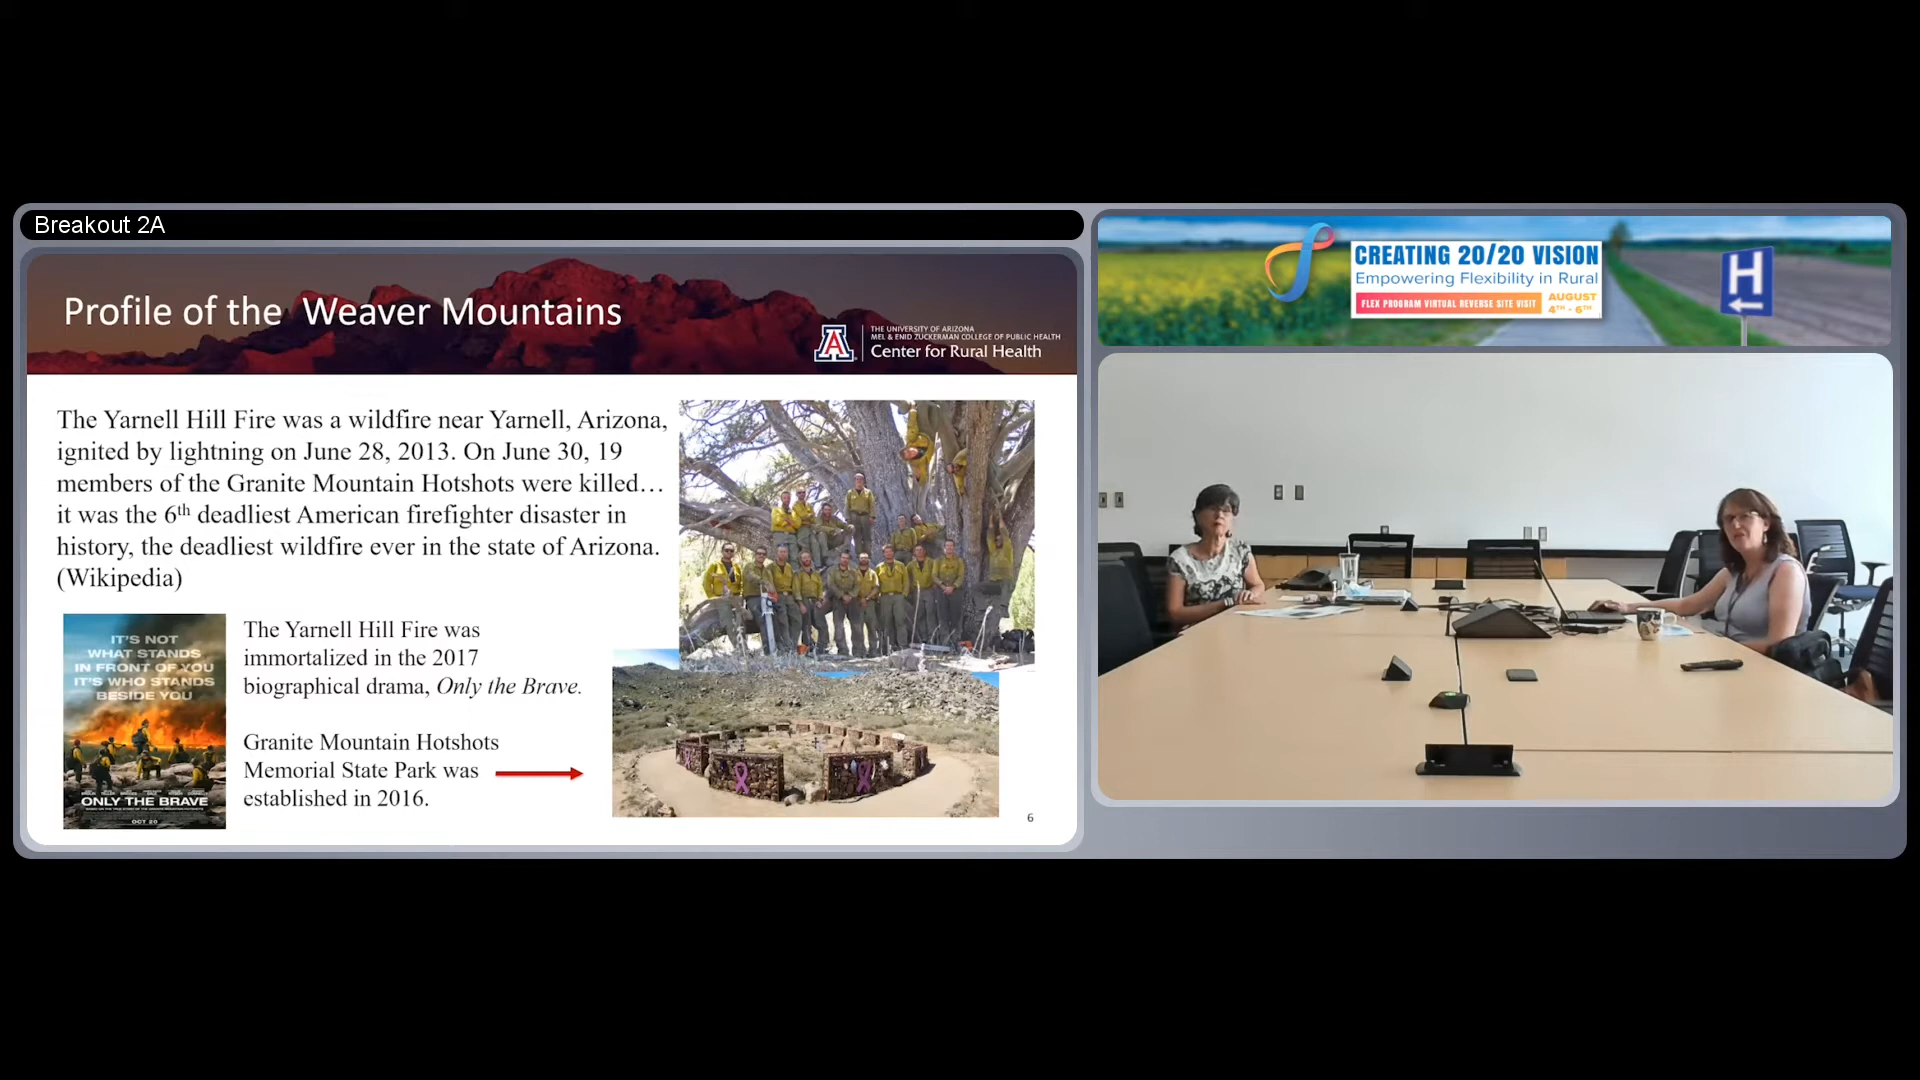 Breakout 2A
Profile of the Weaver Mountains
THE UNIVERSITY OF ARIZONA
MEL & ENID ZUCKERMAN COLLEGE OF PUBLIC HEALTH
Center for Rural Health
The Yarnell Hill Fire was a wildfire near Yarnell, Arizona,
ignited by lightning on June 28, 2013. On June 30, 19
members of the Granite Mountain Hotshots were killed…
it was the 6th deadliest American firefighter disaster in
history, the deadliest wildfire ever in the state of Arizona.
(Wikipedia)
IT'S NOT
WHAT STANDS
IN FRONT OF YOU
IT'S WHO STANDS
BESIDE YOU
ONLY THE BRAVE
OCT 20
The Yarnell Hill Fire was
immortalized in the 2017
biographical drama, Only the Brave.
Granite Mountain Hotshots
Memorial State Park was
established in 2016.
6
CREATING 20/20 VISION
Empowering Flexibility in Rural
FLEX PROGRAM VIRTUAL REVERSE SITE VISIT
AUGUST
4TH - 6TH
H